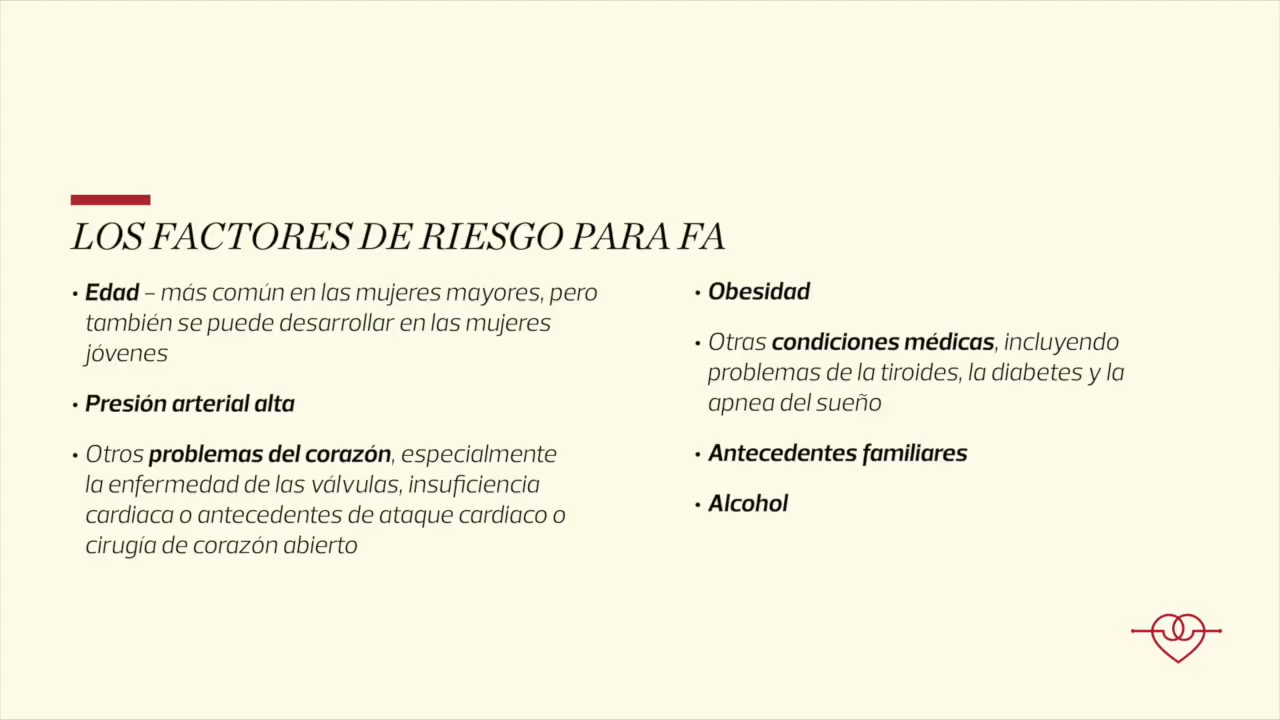 LOS FACTORES DE RIESGO PARA FA
• Edad – más común en las mujeres mayores, pero
también se puede desarrollar en las mujeres
jóvenes
• Presión arterial alta
• Otros problemas del corazón, especialmente
la enfermedad de las válvulas, insuficiencia
cardiaca o antecedentes de ataque cardiaco o
cirugía de corazón abierto
• Obesidad
• Otras condiciones médicas, incluyendo
problemas de la tiroides, la diabetes y la
apnea del sueño
• Antecedentes familiares
• Alcohol